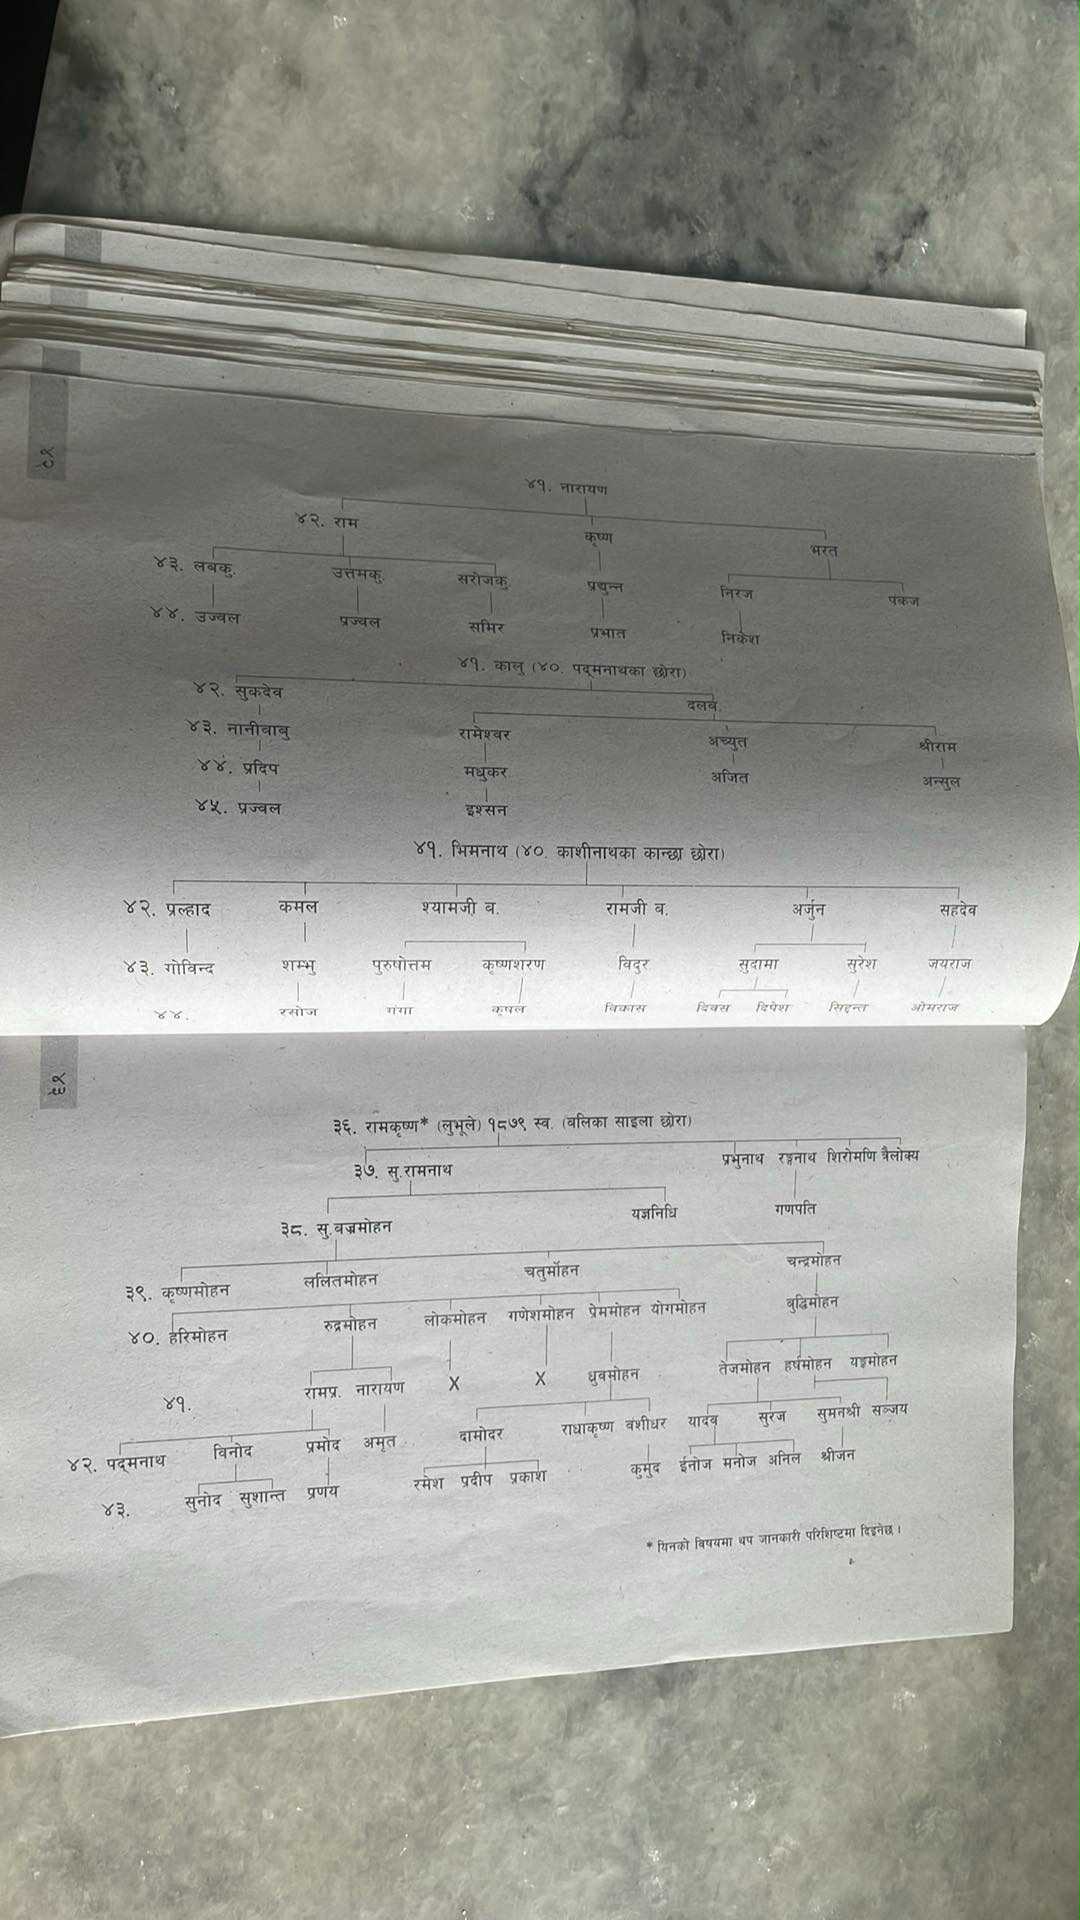 ९२
४१. नारायण
४२. राम कृष्ण भरत
४३. लबकु. उत्तमकु. सरोजकु. प्रद्युन्न निरज पंकज
४४. उज्वल प्रज्वल समिर प्रभात निकेश
४१. कालु (४०. पद्मनाथका छोरा)
४२. सुकदेव दलव.
४३. नानीबाबु रामेश्वर अच्युत श्रीराम
४४. प्रदिप मधुकर अजित अन्सुल
४५. प्रज्वल इश्सन
४१. भिमनाथ (४०. काशीनाथका कान्छा छोरा)
४२. प्रल्हाद कमल श्यामजी ब. रामजी ब. अर्जुन सहदेव
४३. गोविन्द शम्भु पुरुषोत्तम कृष्णशरण विदुर सुदामा सुरेश जयराज
४४. रसोज गंगा कृषल विकास दिवस दिपेश सिद्दन्त ओमराज
९३
३६. रामकृष्ण* (लुभूले) १८७९ स्व. (वलिका साइला छोरा)
३७. सु.रामनाथ प्रभुनाथ रङ्गनाथ शिरोमणि त्रैलोक्य
३८. सु.वज्रमोहन यज्ञनिधि गणपति
३९. कृष्णमोहन ललितमोहन चतुर्मोहन चन्द्रमोहन
४०. हरिमोहन रुद्रमोहन लोकमोहन गणेशमोहन प्रेममोहन योगमोहन वुद्धिमोहन
४१. रामप्र. नारायण X X ध्रुवमोहन तेजमोहन हर्षमोहन यज्ञमोहन
४२. पद्मनाथ विनोद प्रमोद अमृत दामोदर राधाकृष्ण वंशीधर यादव सुरज सुमनश्री सञ्जय
४३. सुनोद सुशान्त प्रणय रमेश प्रदीप प्रकाश कुमुद ईनोज मनोज अनिल श्रीजन
* यिनको विषयमा थप जानकारी परिशिष्टमा दिइनेछ ।